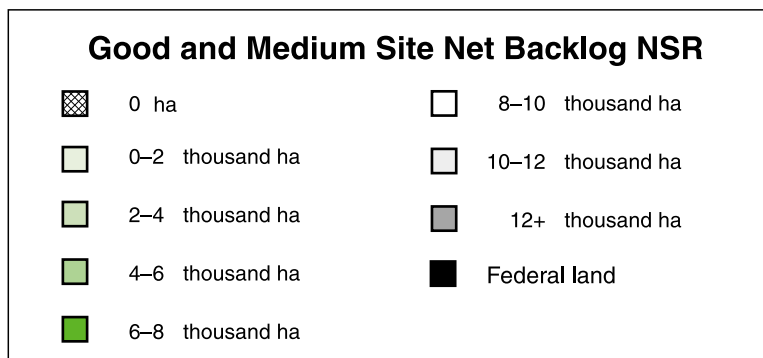 Good and Medium Site Net Backlog NSR
0 ha
0–2 thousand ha
2–4 thousand ha
4–6 thousand ha
6–8 thousand ha
8–10 thousand ha
10–12 thousand ha
12+ thousand ha
Federal land